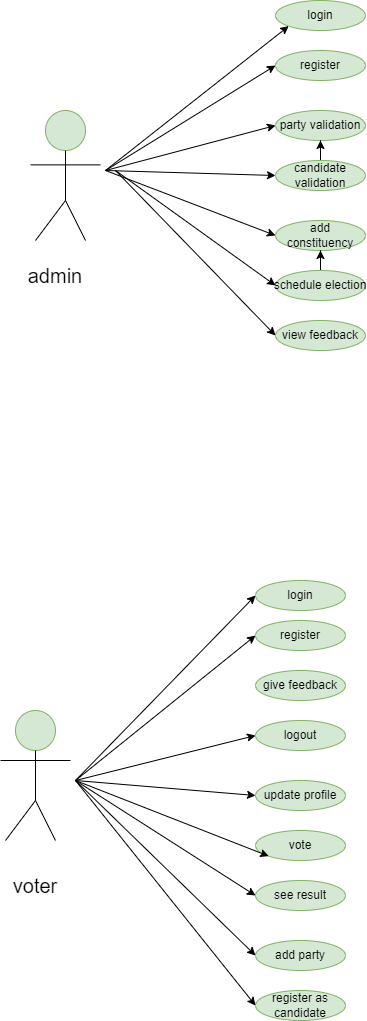 login
register
party validation
candidate
validation
add
constituency
schedule election
view feedback
admin
login
register
give feedback
logout
update profile
vote
see result
add party
register as
candidate
voter